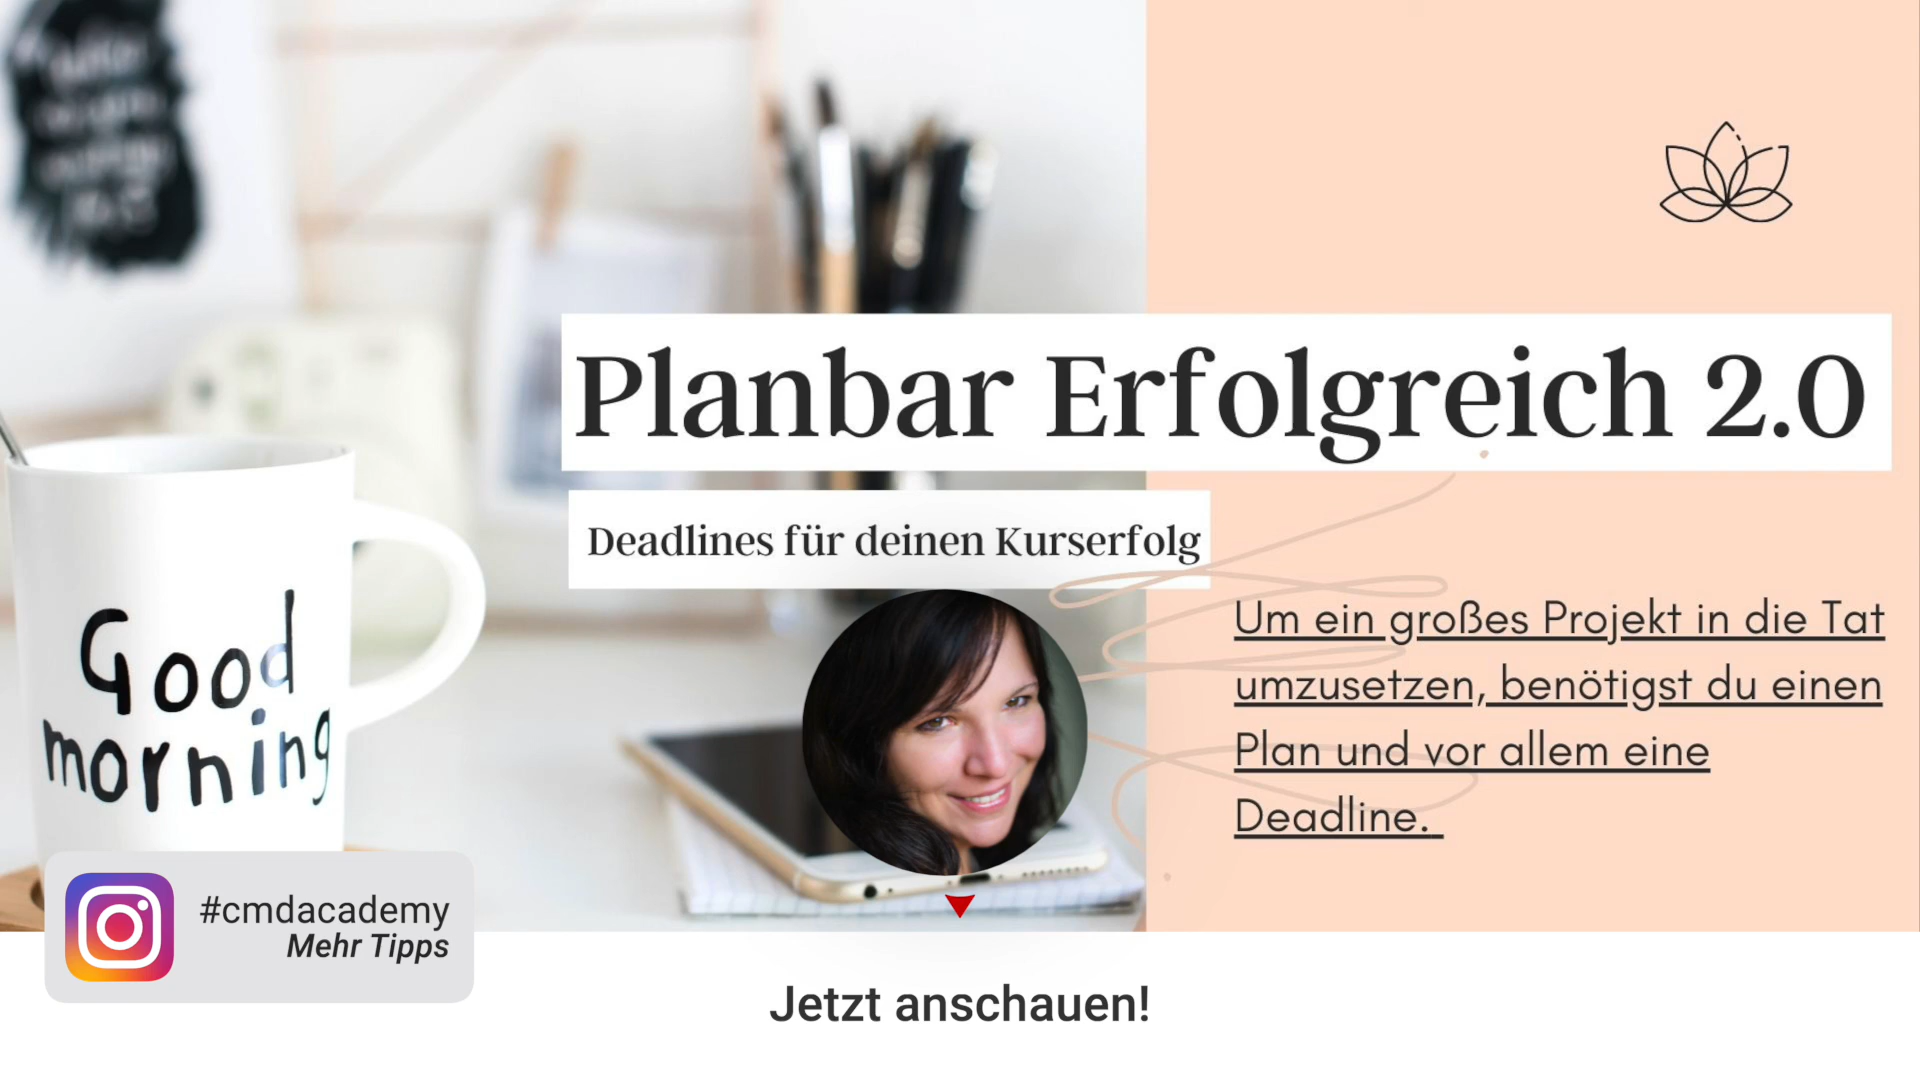 Planbar Erfolgreich 2.0
Deadlines für deinen Kurserfolg
Um ein großes Projekt in die Tat
umzusetzen, benötigst du einen
Plan und vor allem eine
Deadline.
Good
morning
#cmdacademy
Mehr Tipps
Jetzt anschauen!